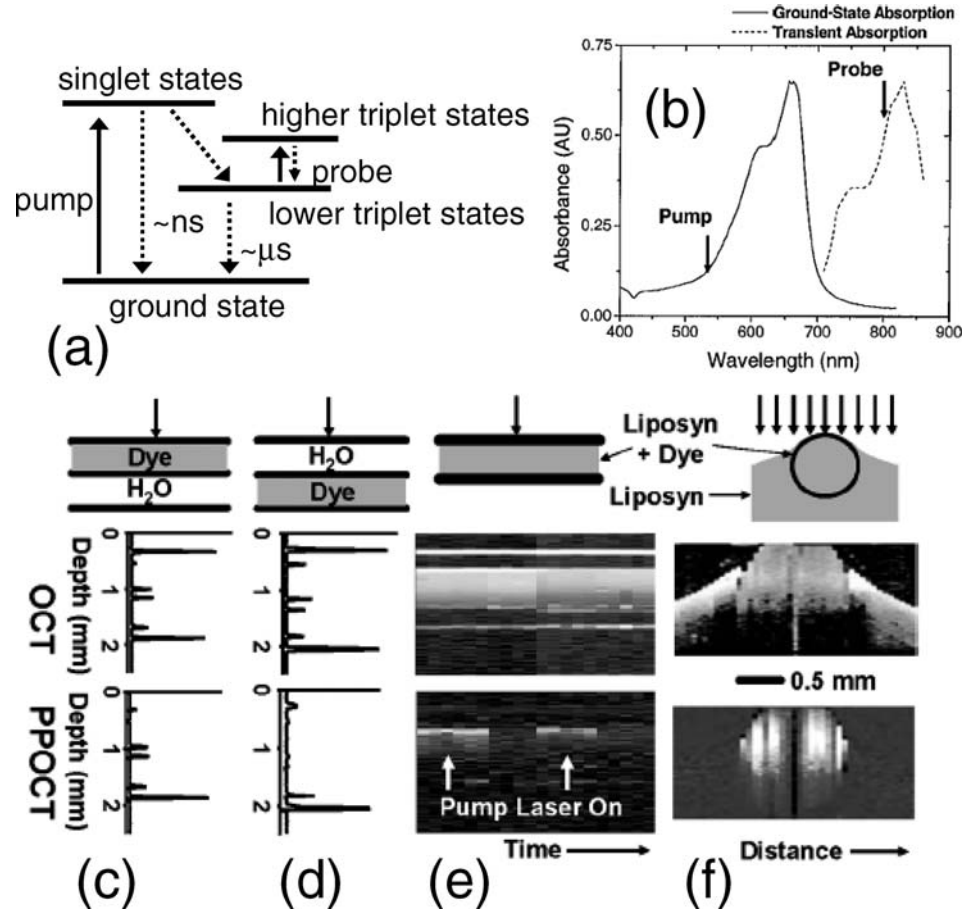 (a)
singlet states
higher triplet states
pump
~ns
probe
lower triplet states
~μs
ground state
Ground-State Absorption
Transient Absorption
(b)
Probe
Pump
Absorbance (AU)
0.75
0.50
0.25
0.00
400 500 600 700 800 900
Wavelength (nm)
Dye
H₂O
H₂O
Dye
Liposyn
+ Dye
Liposyn
OCT
Depth (mm)
0
1
2
0
1
2
0.5 mm
PPOCT
Depth (mm)
0
1
2
0
1
2
Pump Laser On
Time
Distance
(c)
(d)
(e)
(f)